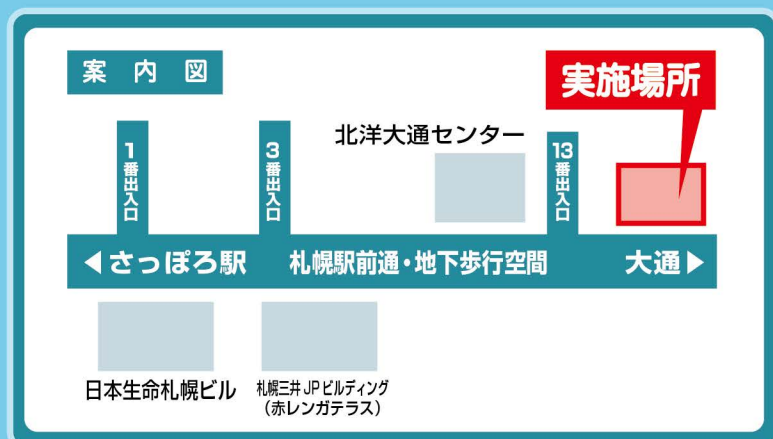 案内図
実施場所
1番出入口
3番出入口
北洋大通センター
13番出入口
◀さっぽろ駅
札幌駅前通・地下歩行空間
大通▶
日本生命札幌ビル
札幌三井JPビルディング
(赤レンガテラス)